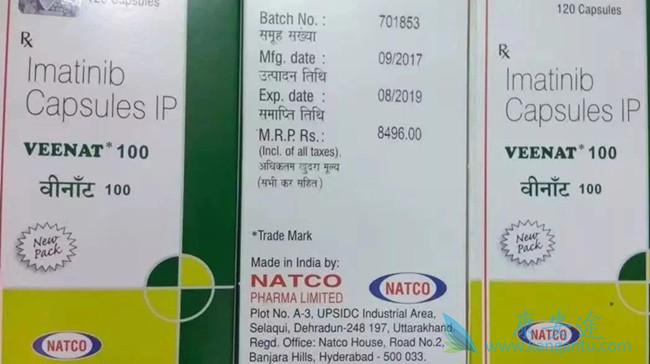 120 Capsules
Rx
Imatinib
Capsules IP
VEENAT* 100
वीनाँट 100
New
Pack
NATCO
Batch No. : 701853
समूह संख्या
Mfg. date : 09/2017
उत्पादन तिथि
Exp. date : 08/2019
समाप्ति तिथि
M.R.P. Rs.: 8496.00
(Incl. of all taxes).
अधिकतम खुदरा मूल्य
(सभी कर सहित)
*Trade Mark
Made in India by:
NATCO
PHARMA LIMITED
NATCO
Plot No. A-3, UPSIDC Industrial Area,
Selaqui, Dehradun-248 197, Uttarakhand.
Regd. Office: Natco House, Road No.2,
Banjara Hills, Hyderabad - 500 033.
120 Capsules
Rx
Imatinib
Capsules IP
VEENAT* 100
वीनाँट 100
New
Pack
NATCO
康安途